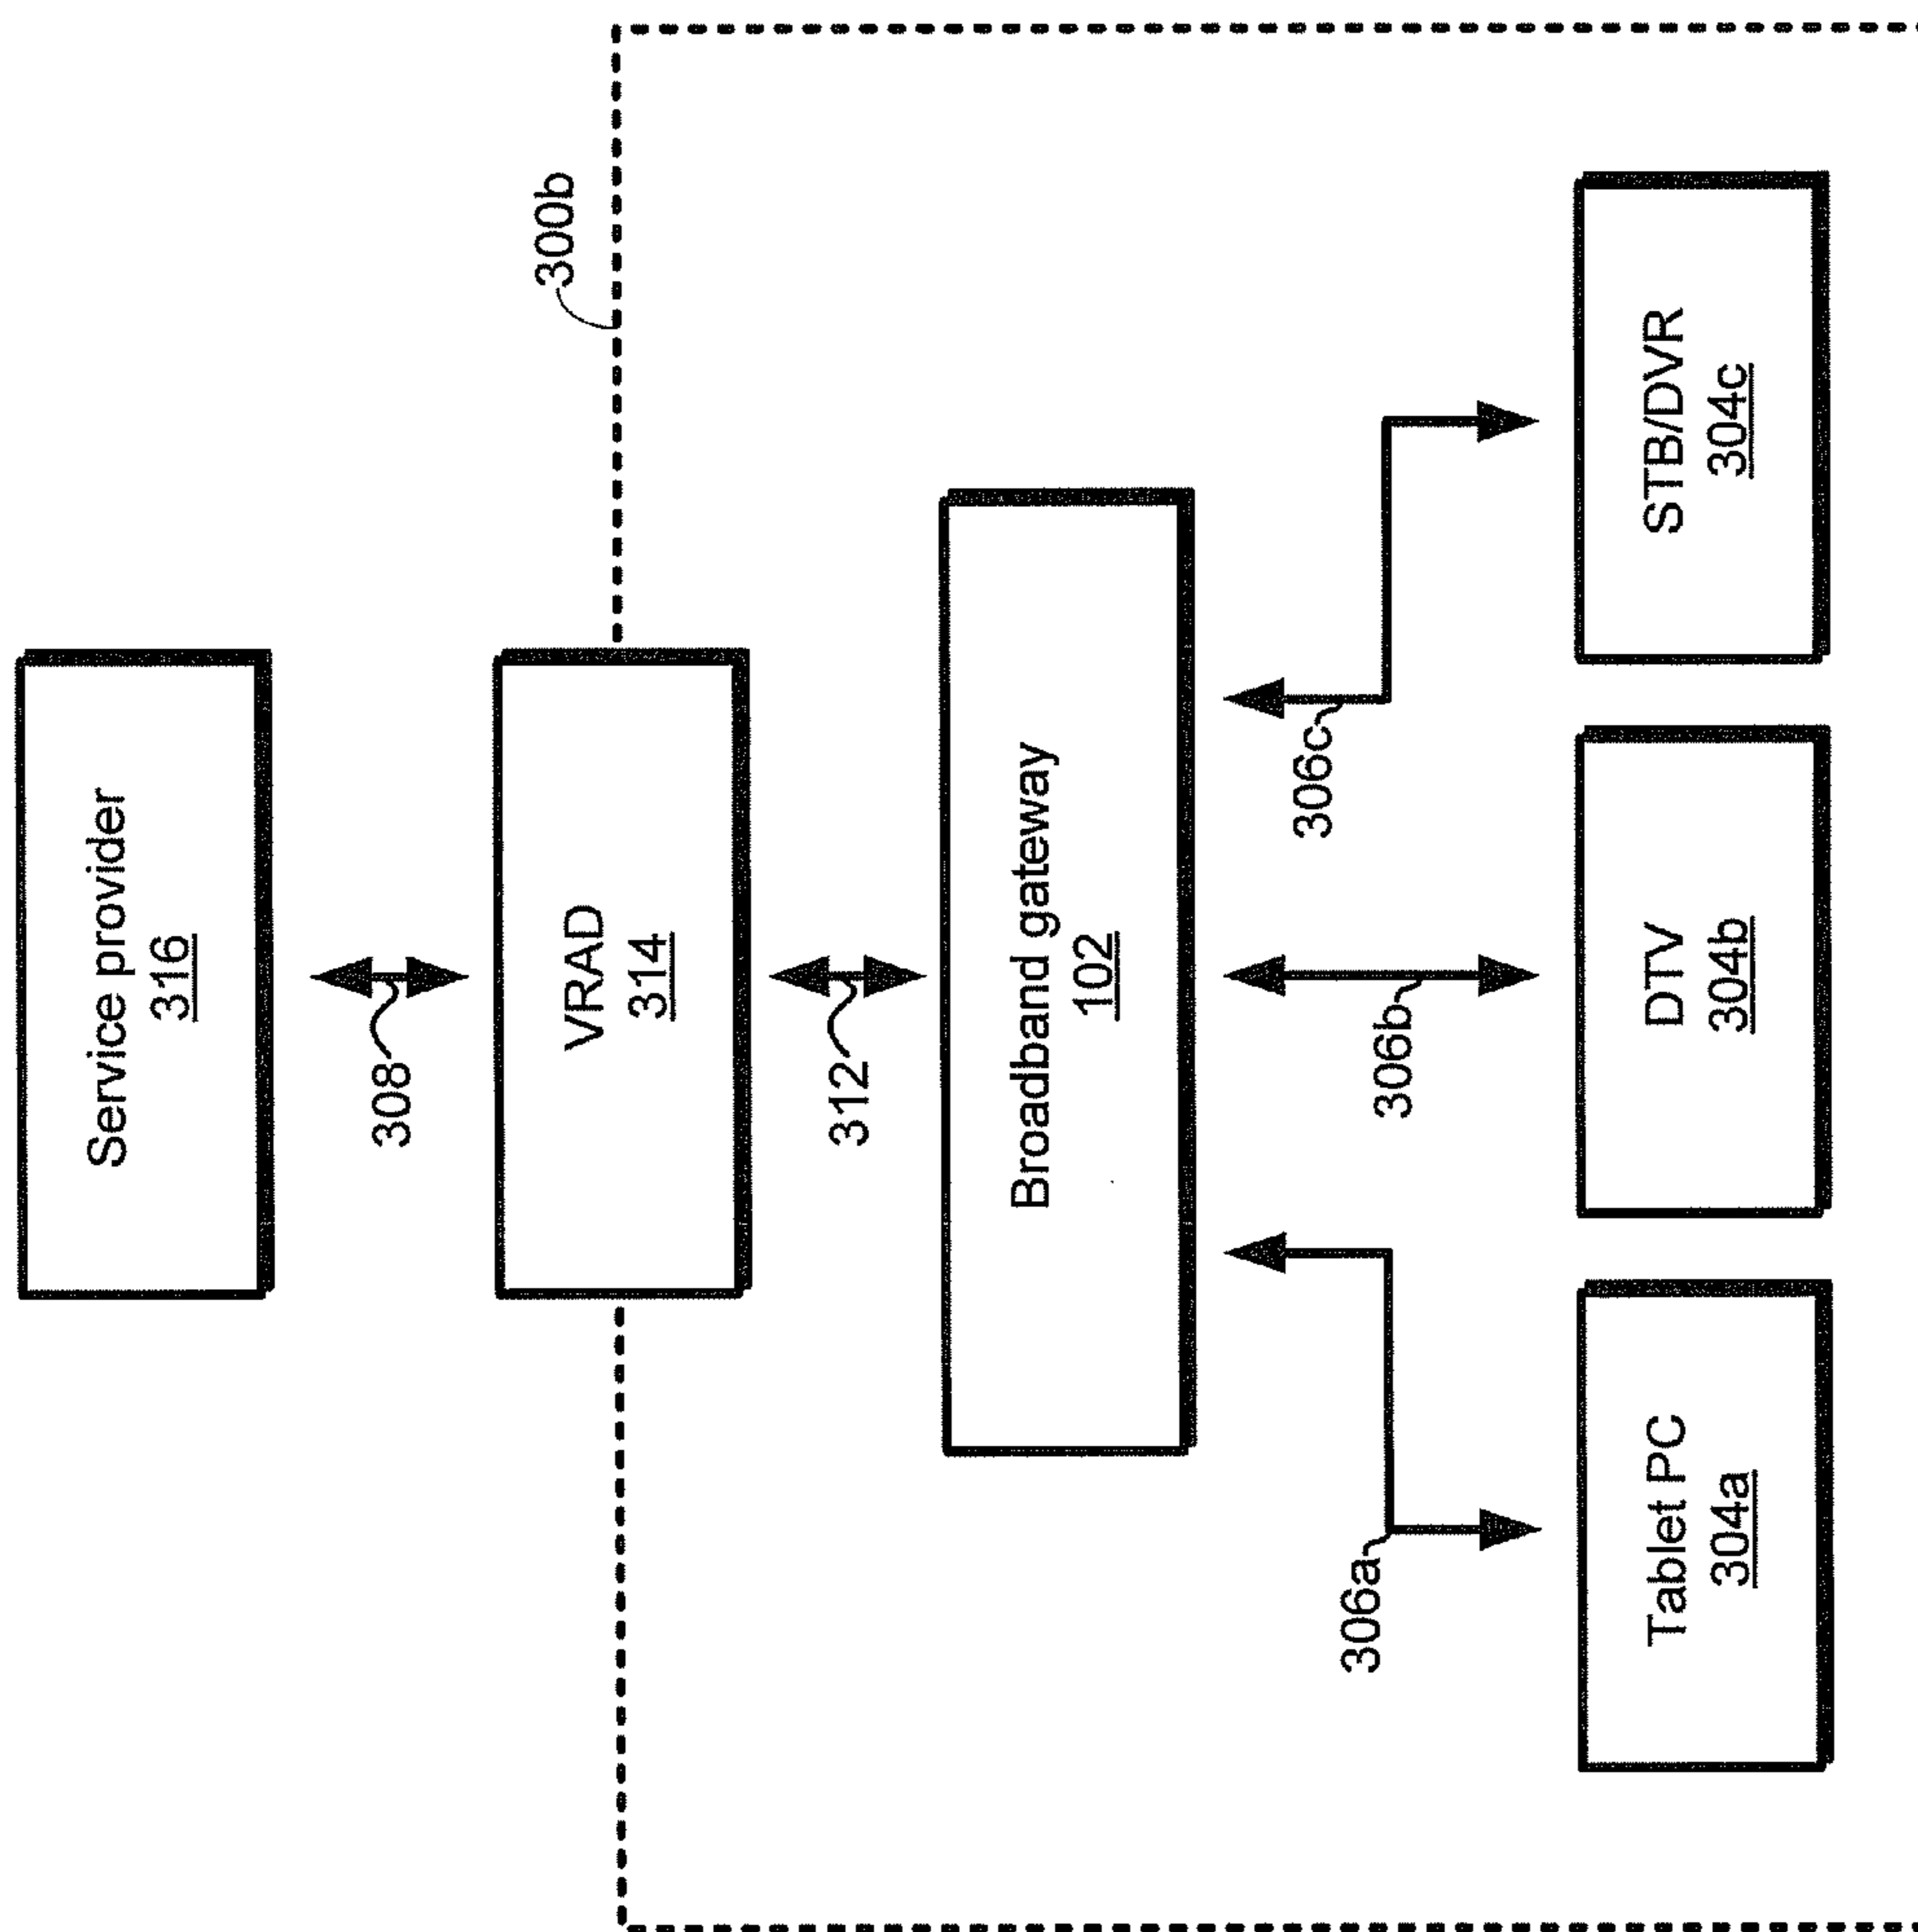 Service provider
316
308
VRAD
314
300b
312
Broadband gateway
102
306a
306b
306c
Tablet PC
304a
DTV
304b
STB/DVR
304c